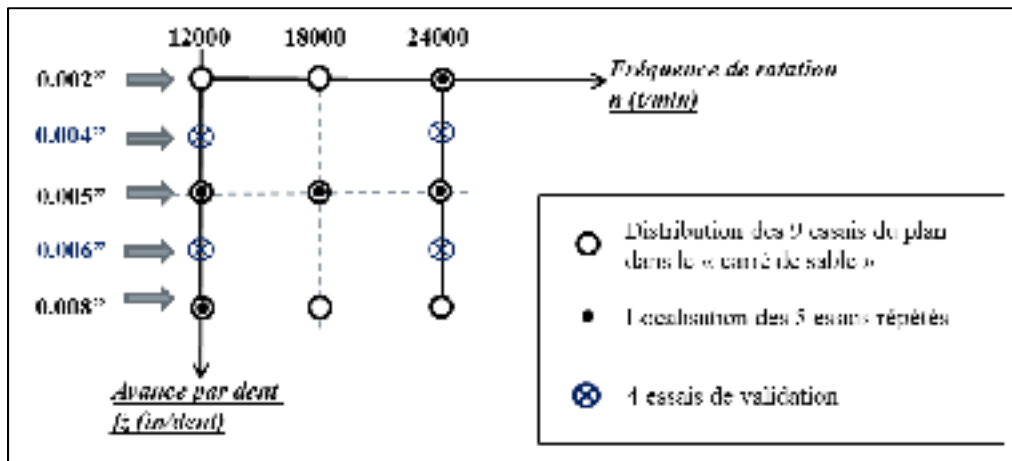 12000 18000 24000
0.002"
Fréquence de rotation
n (t/min)
0.004"
0.005"
0.006"
0.008"
Avance par dent
fz (in/dent)
Distribution des 9 essais du plan
dans le « carré de sable »
Localisation des 5 essais répétés
4 essais de validation